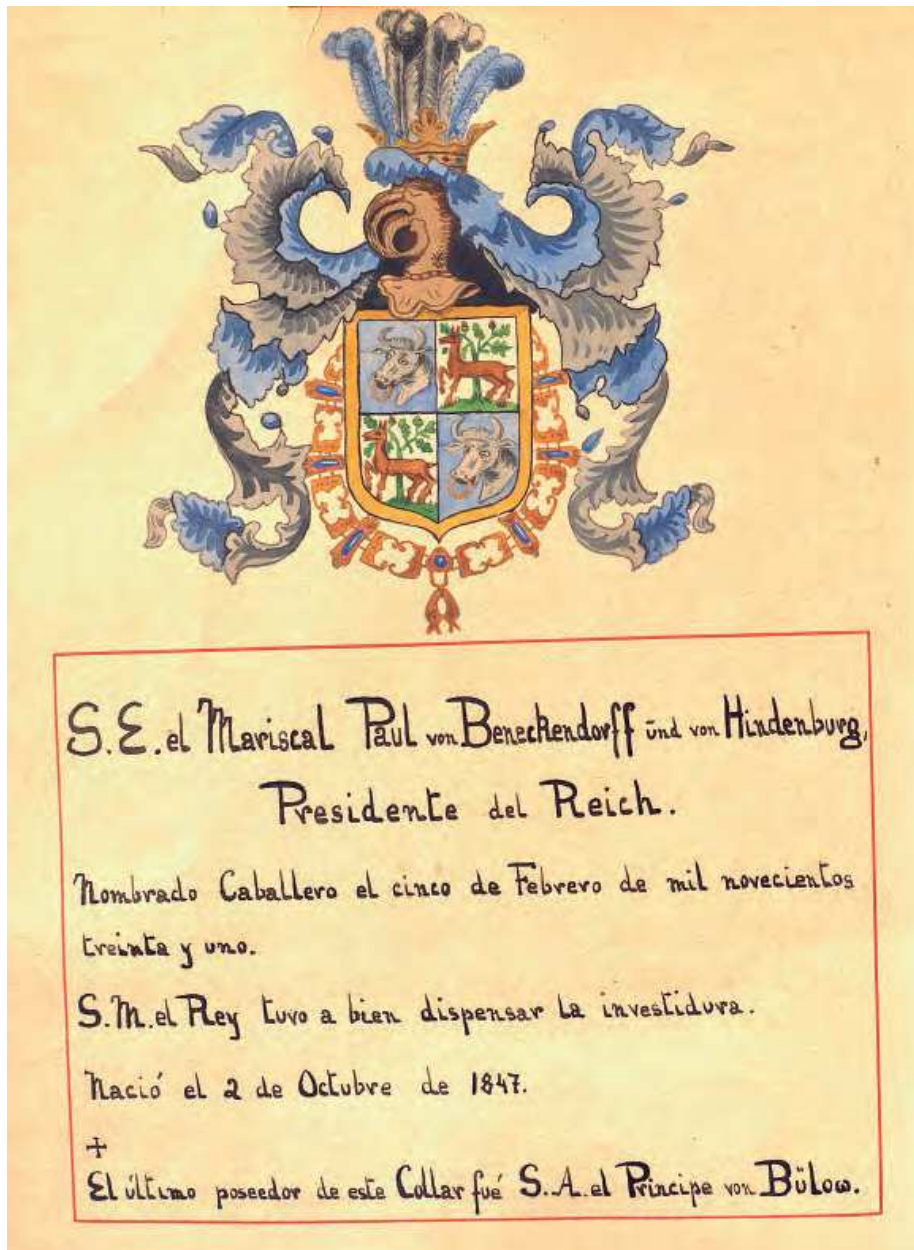 S.E. el Mariscal Paul von Beneckendorff ünd von Hindenburg,
Presidente del Reich.
Nombrado Caballero el cinco de Febrero de mil novecientos
treinta y uno.
S.M. el Rey tuvo a bien dispensar la investidura.
Nació el 2 de Octubre de 1847.
+
El último poseedor de este Collar fué S.A. el Principe von Bülow.